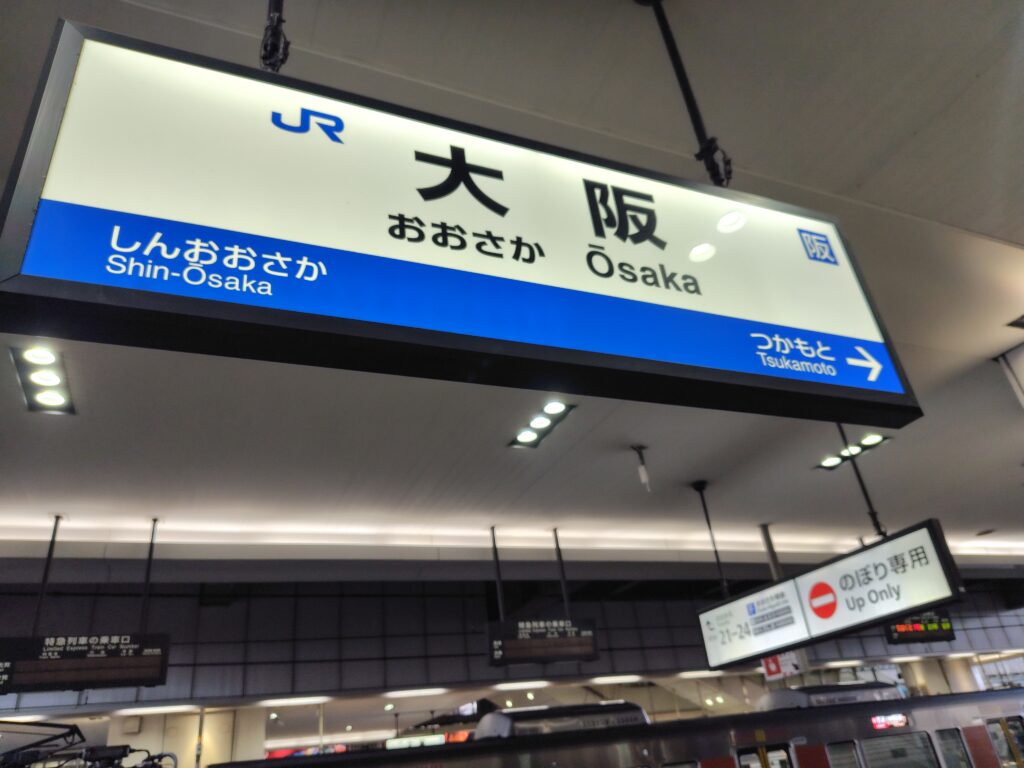 JR
大阪
おおさか Ōsaka
阪
しんおおさか
Shin-Ōsaka
つかもと
Tsukamoto
のぼり専用
Up Only
21-24
特急列車の乗車口
Limited Express Train Car Number